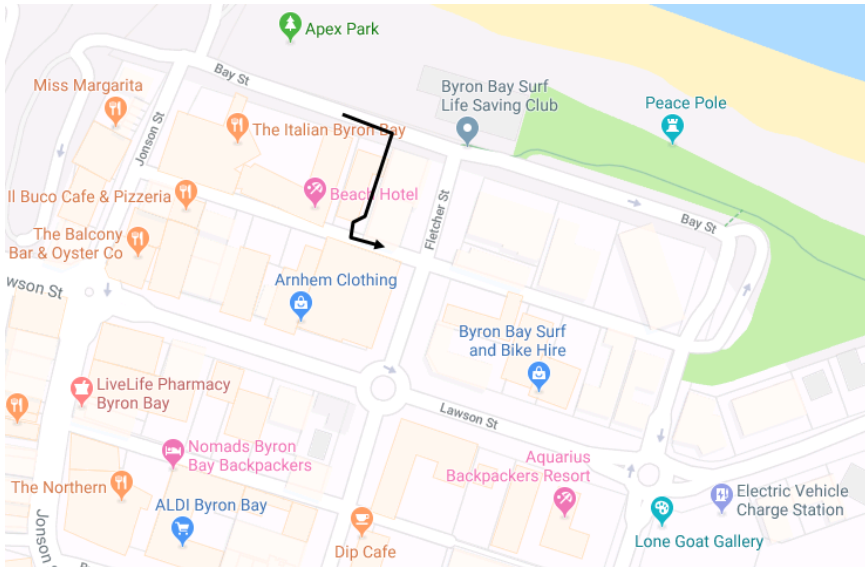 Apex Park
Bay St
Miss Margarita
Byron Bay Surf
Life Saving Club
Peace Pole
Jonson St
The Italian Byron Bay
Il Buco Cafe & Pizzeria
Beach Hotel
Fletcher St
Bay St
The Balcony
Bar & Oyster Co
wson St
Arnhem Clothing
Byron Bay Surf
and Bike Hire
LiveLife Pharmacy
Byron Bay
Lawson St
Nomads Byron
Bay Backpackers
Aquarius
Backpackers Resort
The Northern
Electric Vehicle
Charge Station
ALDI Byron Bay
Jonson St
Dip Cafe
Lone Goat Gallery